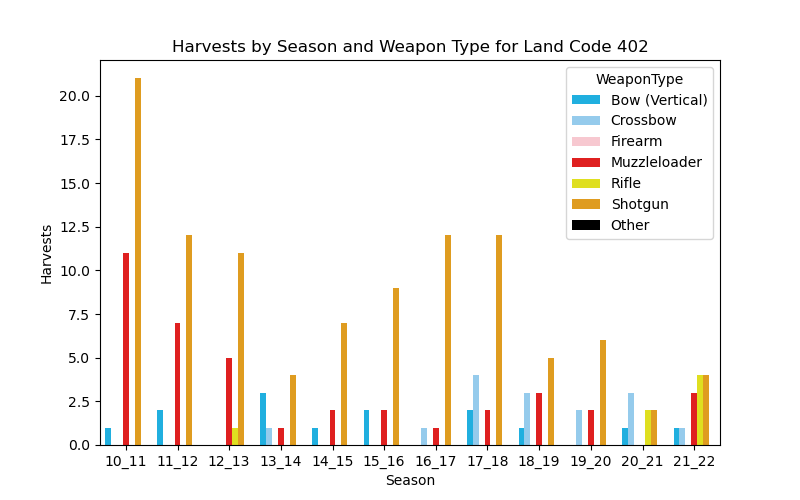 Harvests by Season and Weapon Type for Land Code 402
WeaponType
Bow (Vertical)
Crossbow
Firearm
Muzzleloader
Rifle
Shotgun
Other
20.0
17.5
15.0
12.5
10.0
7.5
5.0
2.5
0.0
Harvests
10_11 11_12 12_13 13_14 14_15 15_16 16_17 17_18 18_19 19_20 20_21 21_22
Season